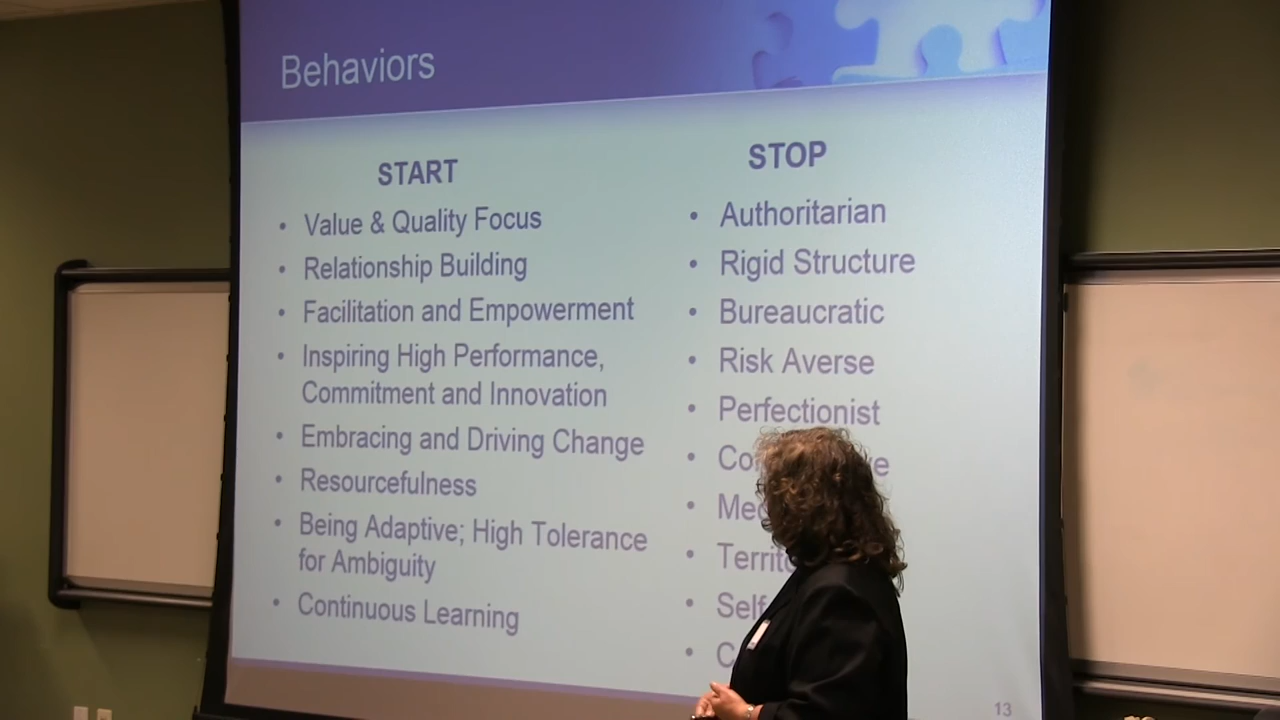 Behaviors
START
• Value & Quality Focus
• Relationship Building
• Facilitation and Empowerment
• Inspiring High Performance,
Commitment and Innovation
• Embracing and Driving Change
• Resourcefulness
• Being Adaptive; High Tolerance
for Ambiguity
• Continuous Learning
STOP
• Authoritarian
• Rigid Structure
• Bureaucratic
• Risk Averse
• Perfectionist
13